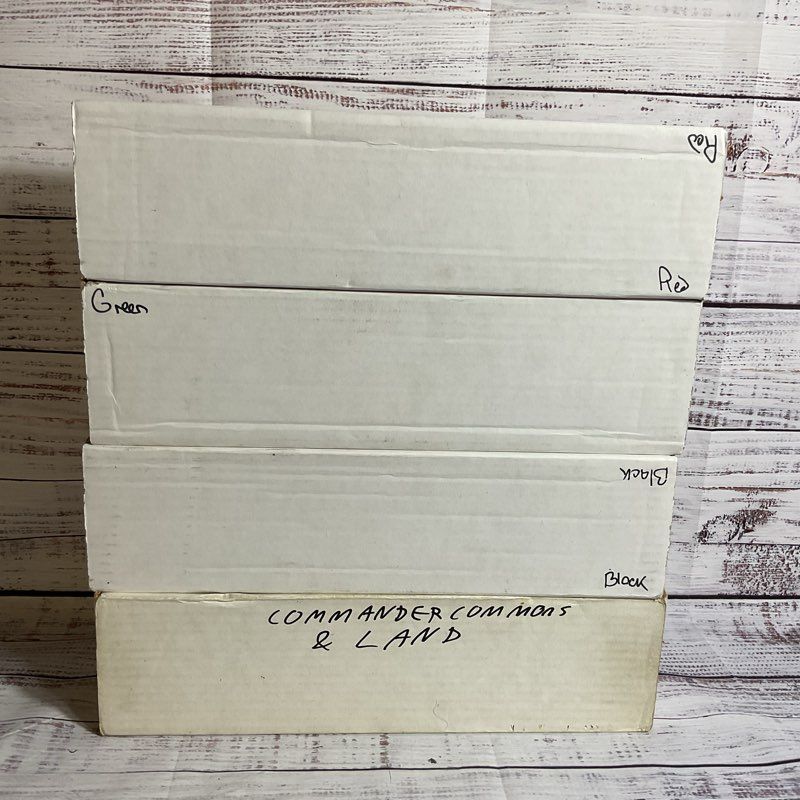 Red
Red
Green
Black
Black
COMMANDER COMMONS
& LAND